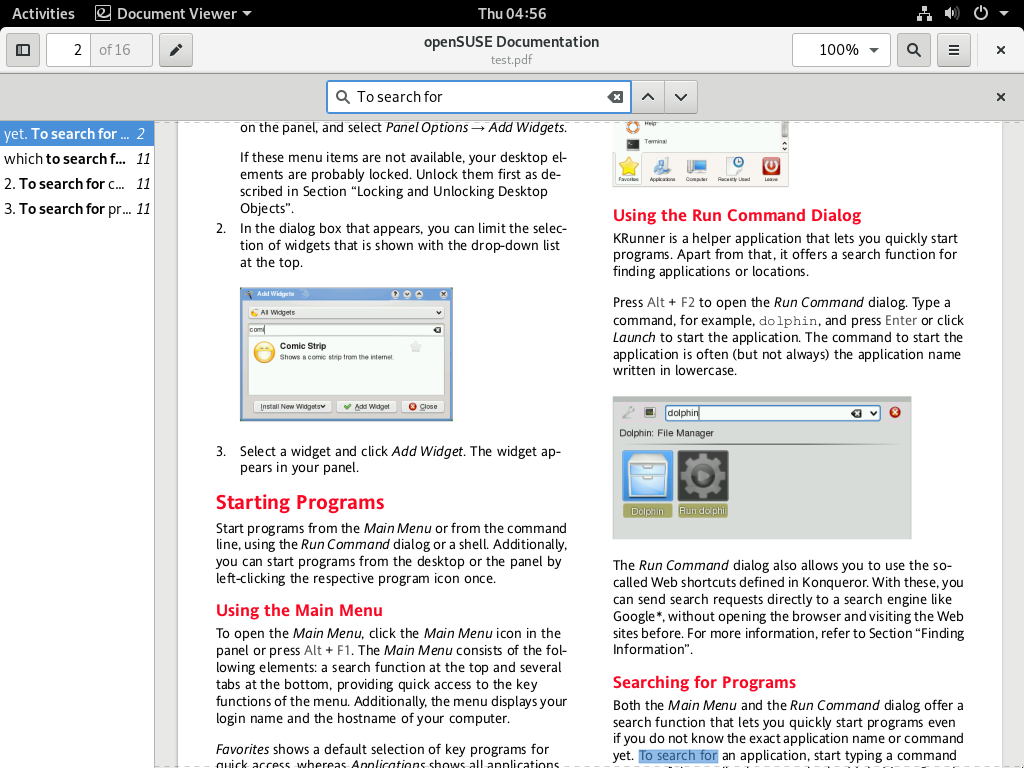 Activities
Document Viewer
Thu 04:56
2
of 16
openSUSE Documentation
test.pdf
100%
To search for
yet. To search for ... 2
which to search f... 11
2. To search for c... 11
3. To search for pr... 11
on the panel, and select Panel Options → Add Widgets.
If these menu items are not available, your desktop el-
ements are probably locked. Unlock them first as de-
scribed in Section “Locking and Unlocking Desktop
Objects”.
2. In the dialog box that appears, you can limit the selec-
tion of widgets that is shown with the drop-down list
at the top.
Add Widgets
All Widgets
comi
Comic Strip
Shows a comic strip from the internet.
Install New Widgets
Add Widget
Close
3. Select a widget and click Add Widget. The widget ap-
pears in your panel.
Starting Programs
Start programs from the Main Menu or from the command
line, using the Run Command dialog or a shell. Additionally,
you can start programs from the desktop or the panel by
left-clicking the respective program icon once.
Using the Main Menu
To open the Main Menu, click the Main Menu icon in the
panel or press Alt + F1. The Main Menu consists of the fol-
lowing elements: a search function at the top and several
tabs at the bottom, providing quick access to the key
functions of the menu. Additionally, the menu displays your
login name and the hostname of your computer.
Favorites shows a default selection of key programs for
quick access, whereas Applications shows all applications
Help
Terminal
Favorites
Applications
Computer
Recently Used
Leave
Using the Run Command Dialog
KRunner is a helper application that lets you quickly start
programs. Apart from that, it offers a search function for
finding applications or locations.
Press Alt + F2 to open the Run Command dialog. Type a
command, for example, dolphin, and press Enter or click
Launch to start the application. The command to start the
application is often (but not always) the application name
written in lowercase.
dolphin
Dolphin: File Manager
Dolphin
Run dolphi
The Run Command dialog also allows you to use the so-
called Web shortcuts defined in Konqueror. With these, you
can send search requests directly to a search engine like
Google*, without opening the browser and visiting the Web
sites before. For more information, refer to Section “Finding
Information”.
Searching for Programs
Both the Main Menu and the Run Command dialog offer a
search function that lets you quickly start programs even
if you do not know the exact application name or command
yet. To search for an application, start typing a command